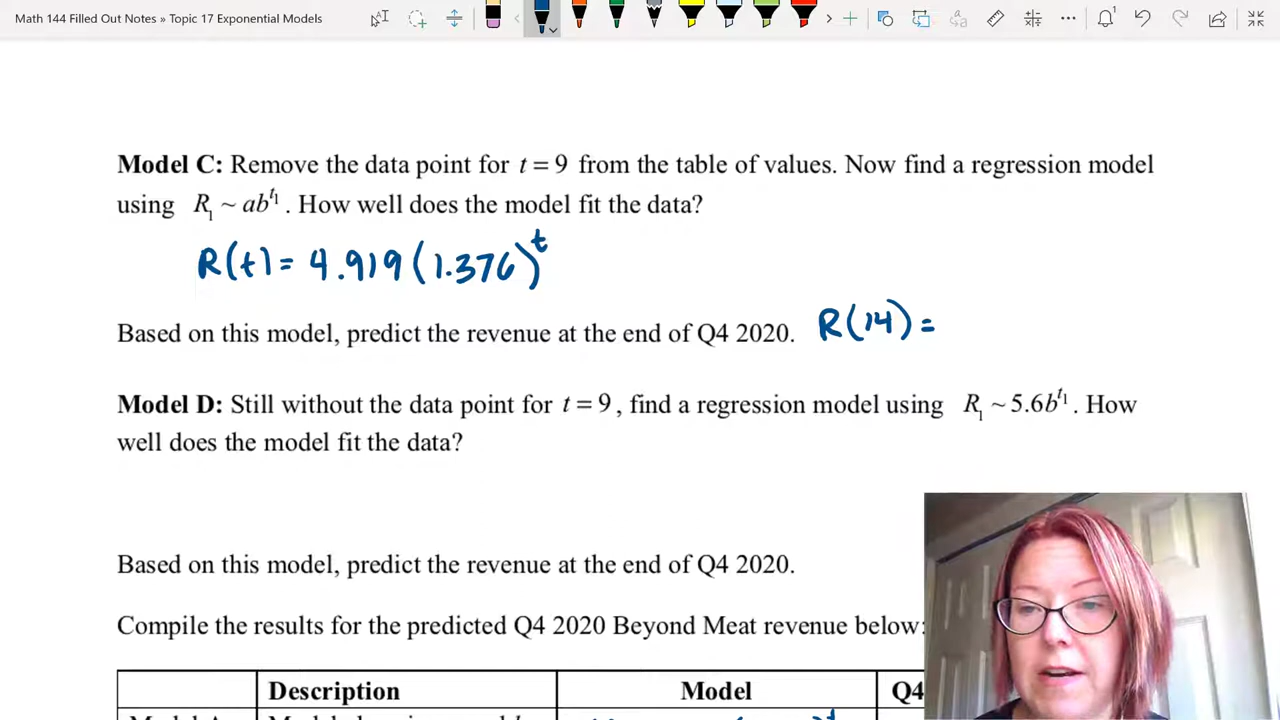 Math 144 Filled Out Notes » Topic 17 Exponential Models
Model C: Remove the data point for t = 9 from the table of values. Now find a regression model
using R₁ ~ ab^t₁. How well does the model fit the data?
R(t) = 4.919(1.376)^t
Based on this model, predict the revenue at the end of Q4 2020. R(14) =
Model D: Still without the data point for t = 9, find a regression model using R₁ ~ 5.6b^t₁. How
well does the model fit the data?
Based on this model, predict the revenue at the end of Q4 2020.
Compile the results for the predicted Q4 2020 Beyond Meat revenue below:
Description Model Q4